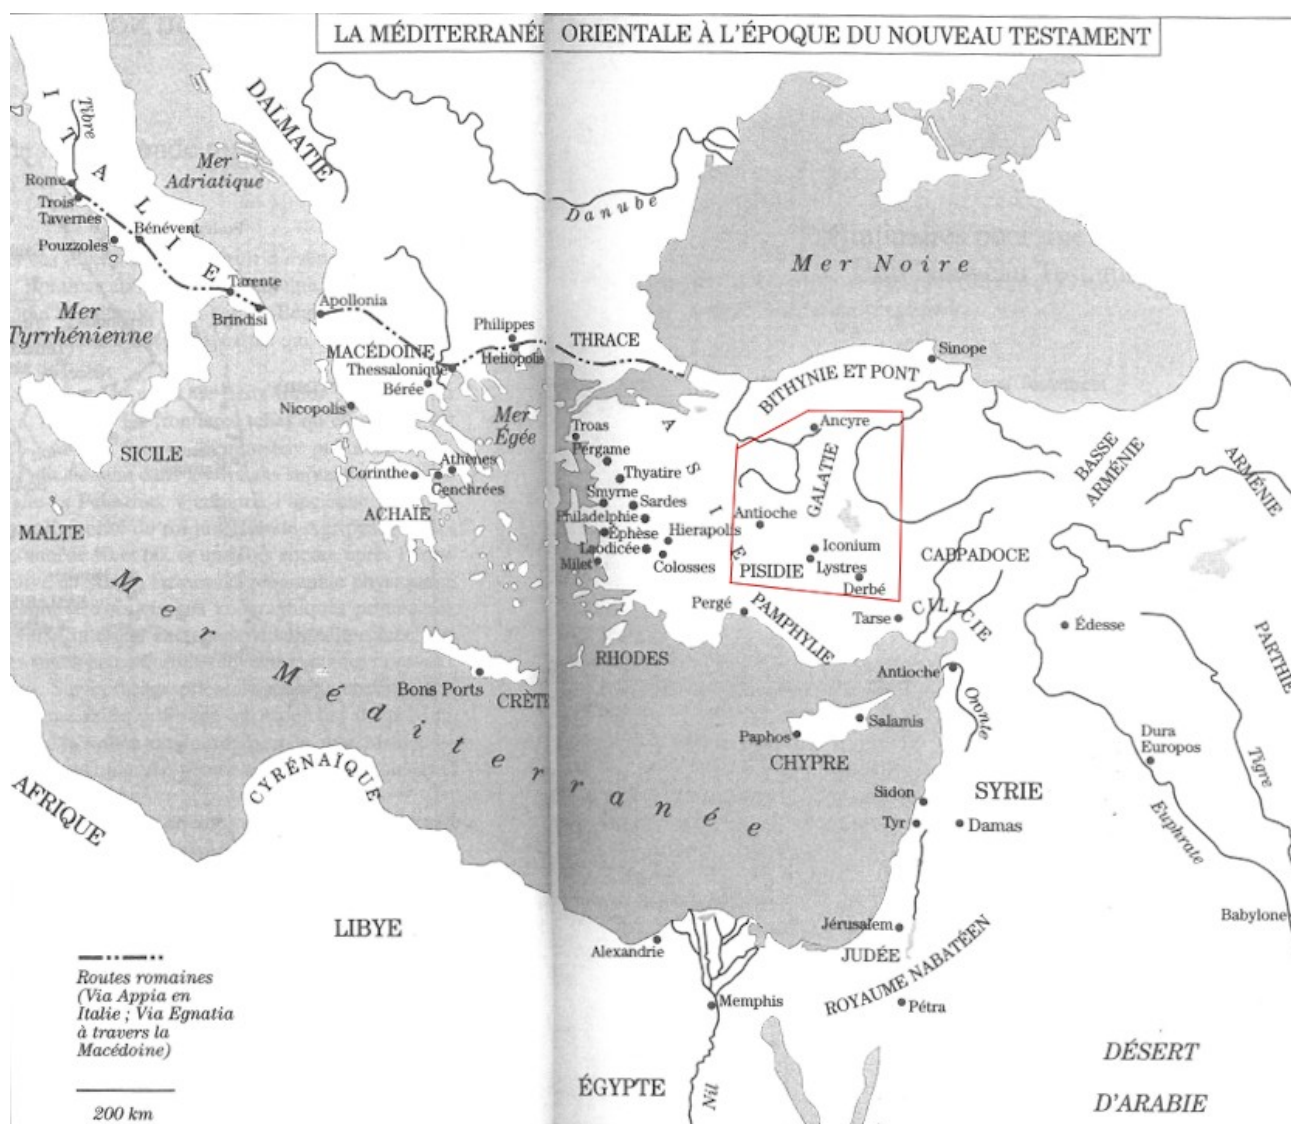 LA MÉDITERRANÉE ORIENTALE À L'ÉPOQUE DU NOUVEAU TESTAMENT
ITALIE
Tibre
DALMATIE
Mer
Adriatique
Rome
Trois
Tavernes
Bénévent
Pouzzoles
Danube
Mer Noire
Tarente
Brindisi
Mer
Tyrrhénienne
Apollonia
Philippes
Heliopolis
THRACE
MACÉDOINE
Thessalonique
Bérée
Sinope
BITHYNIE ET PONT
Nicopolis
Mer
Égée
Troas
ASIE
Ancyre
SICILE
Athènes
Corinthe
Cenchrées
Pergame
Thyatire
GALATIE
BASSE
ARMÉNIE
ARMÉNIE
Smyrne
Sardes
Philadelphie
Antioche
ACHAÏE
MALTE
Éphèse
Hierapolis
Laodicée
Colosses
Milet
Iconium
Lystres
PISIDIE
Derbé
CAPPADOCE
Pergé
PAMPHYLIE
Tarse
CILICIE
Édesse
PARTHIE
Mer Méditerranée
RHODES
Bons Ports
CRÈTE
Antioche
Oronte
Salamis
Paphos
CHYPRE
Dura
Europos
Tigre
CYRÉNAÏQUE
AFRIQUE
Sidon
SYRIE
Tyr
Damas
Euphrate
LIBYE
Babylone
Jérusalem
JUDÉE
Alexandrie
ROYAUME NABATÉEN
Memphis
Pétra
Routes romaines
(Via Appia en
Italie ; Via Egnatia
à travers la
Macédoine)
ÉGYPTE
Nil
DÉSERT
D'ARABIE
200 km